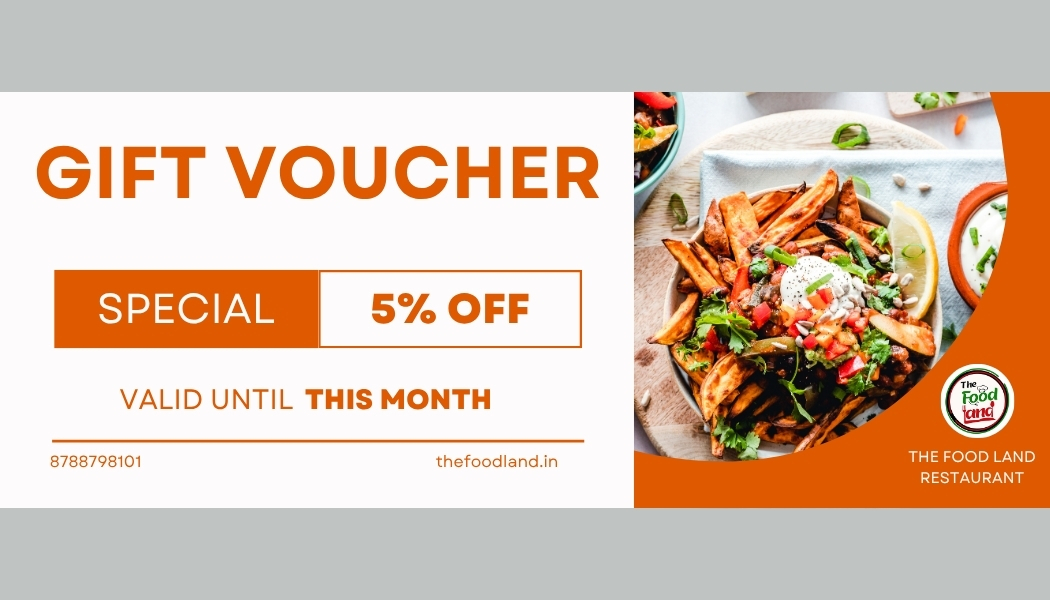 GIFT VOUCHER
SPECIAL 5% OFF
VALID UNTIL THIS MONTH
8788798101 thefoodland.in
The
Food
land
THE FOOD LAND
RESTAURANT